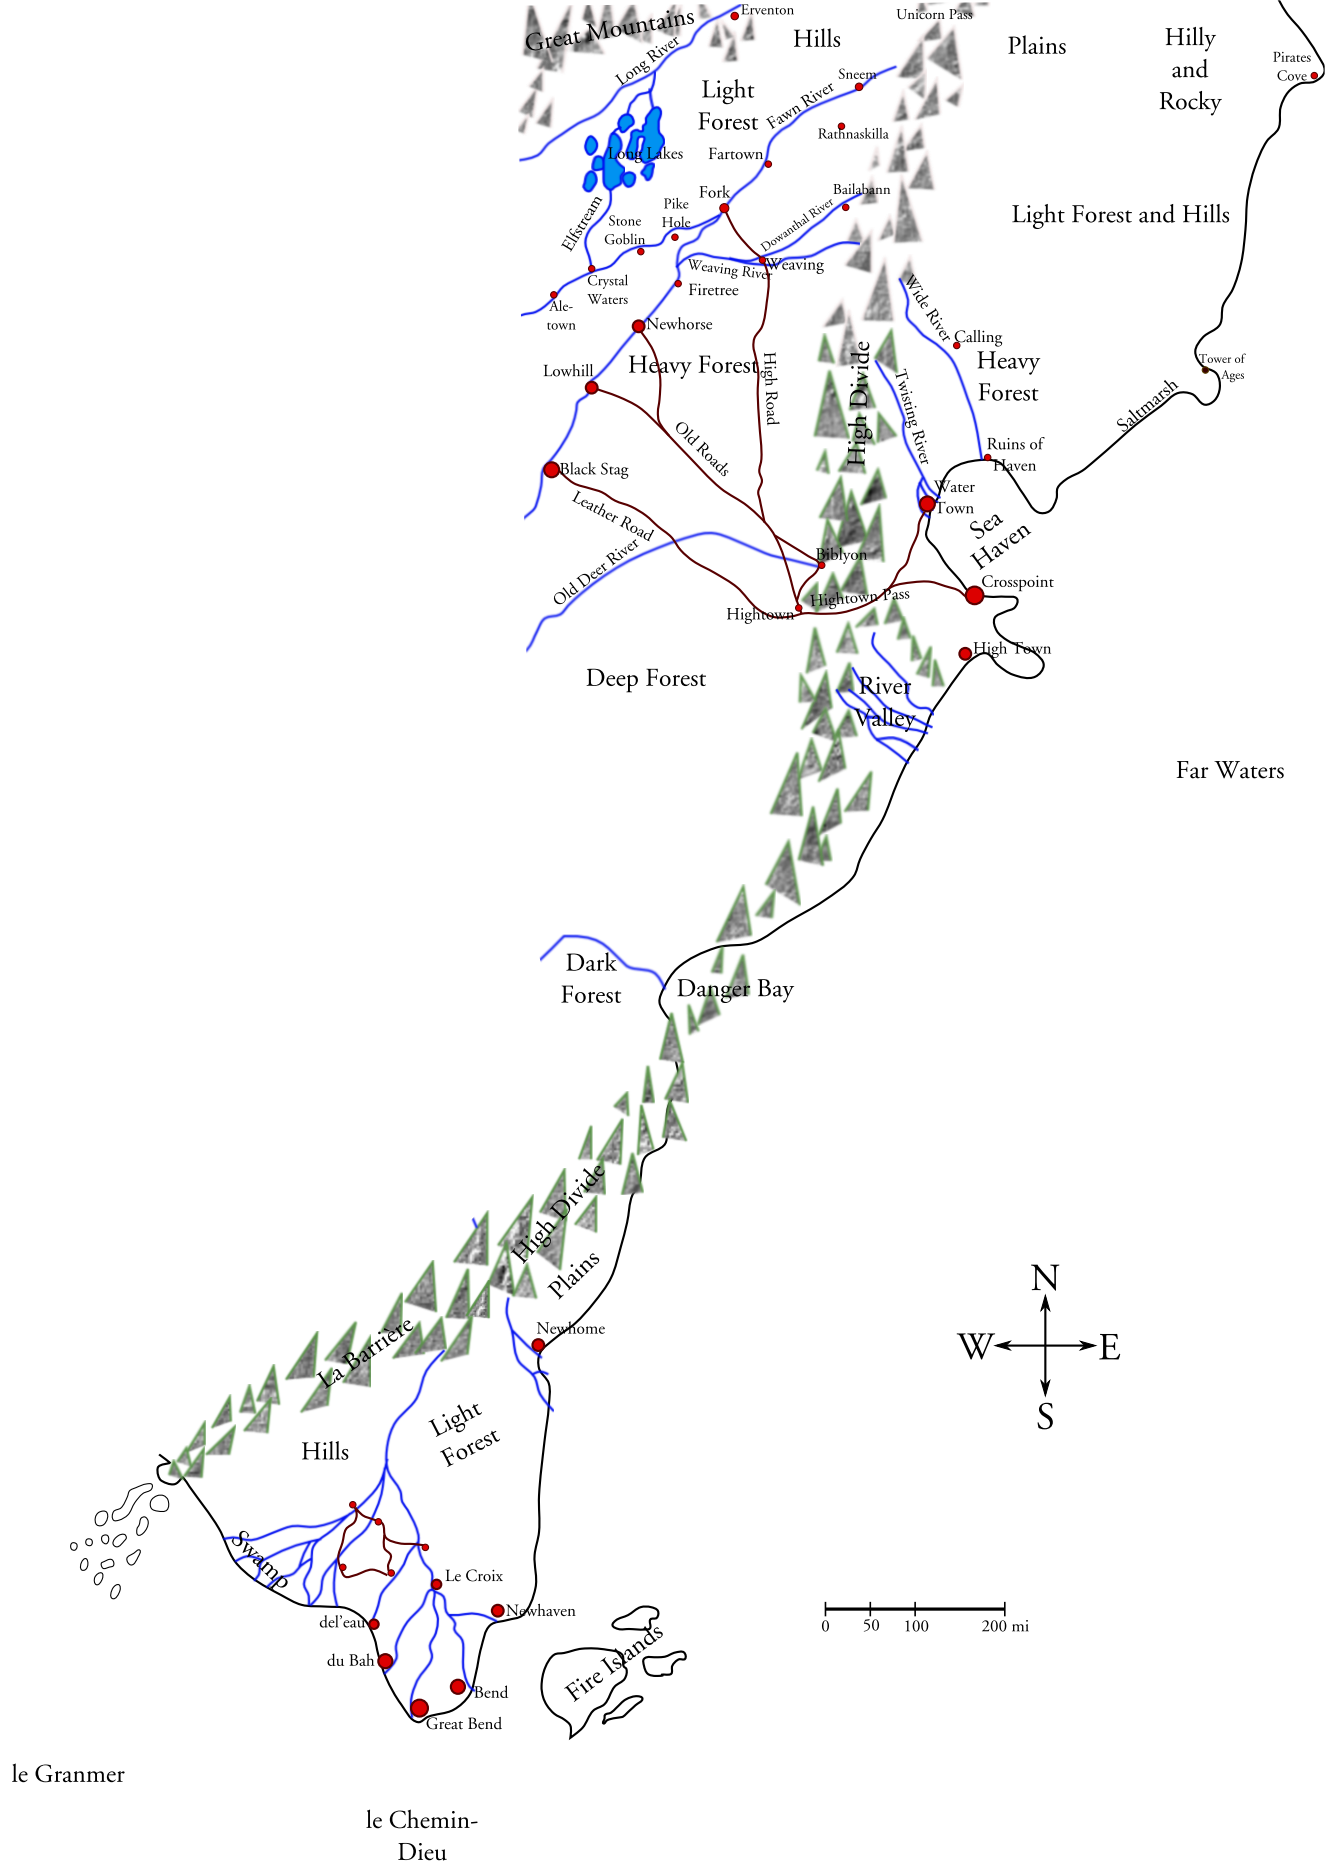 Erventon
Unicorn Pass
Great Mountains
Hills
Plains
Hilly
and
Rocky
Pirates
Cove
Long River
Sneem
Light
Forest
Fawn River
Rathnaskilla
Long Lakes
Fartown
Fork
Bailabann
Pike
Hole
Stone
Goblin
Elfstream
Dowanthal River
Light Forest and Hills
Weaving River
Weaving
Crystal
Waters
Firetree
Ale-
town
Wide River
Newhorse
Calling
Heavy Forest
Heavy
Forest
Lowhill
High Road
High Divide
Twisting River
Tower of
Ages
Saltmarsh
Old Roads
Ruins of
Haven
Black Stag
Leather Road
Water
Town
Sea
Haven
Old Deer River
Biblyon
Crosspoint
Hightown Pass
Hightown
High Town
Deep Forest
River
Valley
Far Waters
Dark
Forest
Danger Bay
High Divide
Plains
N
W
E
S
Newhome
La Barrière
Light
Forest
Hills
Swamp
Le Croix
Newhaven
del'eau
du Bah
Bend
Great Bend
Fire Islands
0 50 100 200 mi
le Granmer
le Chemin-
Dieu